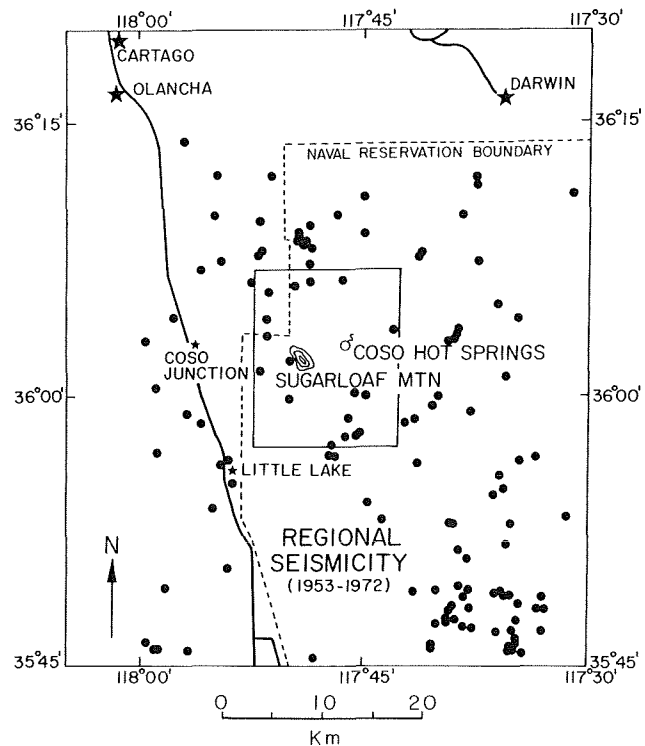 118°00' 117°45' 117°30'
CARTAGO
OLANCHA
DARWIN
36°15' 36°15'
NAVAL RESERVATION BOUNDARY
COSO HOT SPRINGS
COSO
JUNCTION
SUGARLOAF MTN
36°00' 36°00'
LITTLE LAKE
REGIONAL
SEISMICITY
(1953-1972)
N
35°45' 35°45'
118°00' 117°45' 117°30'
0 10 20
Km